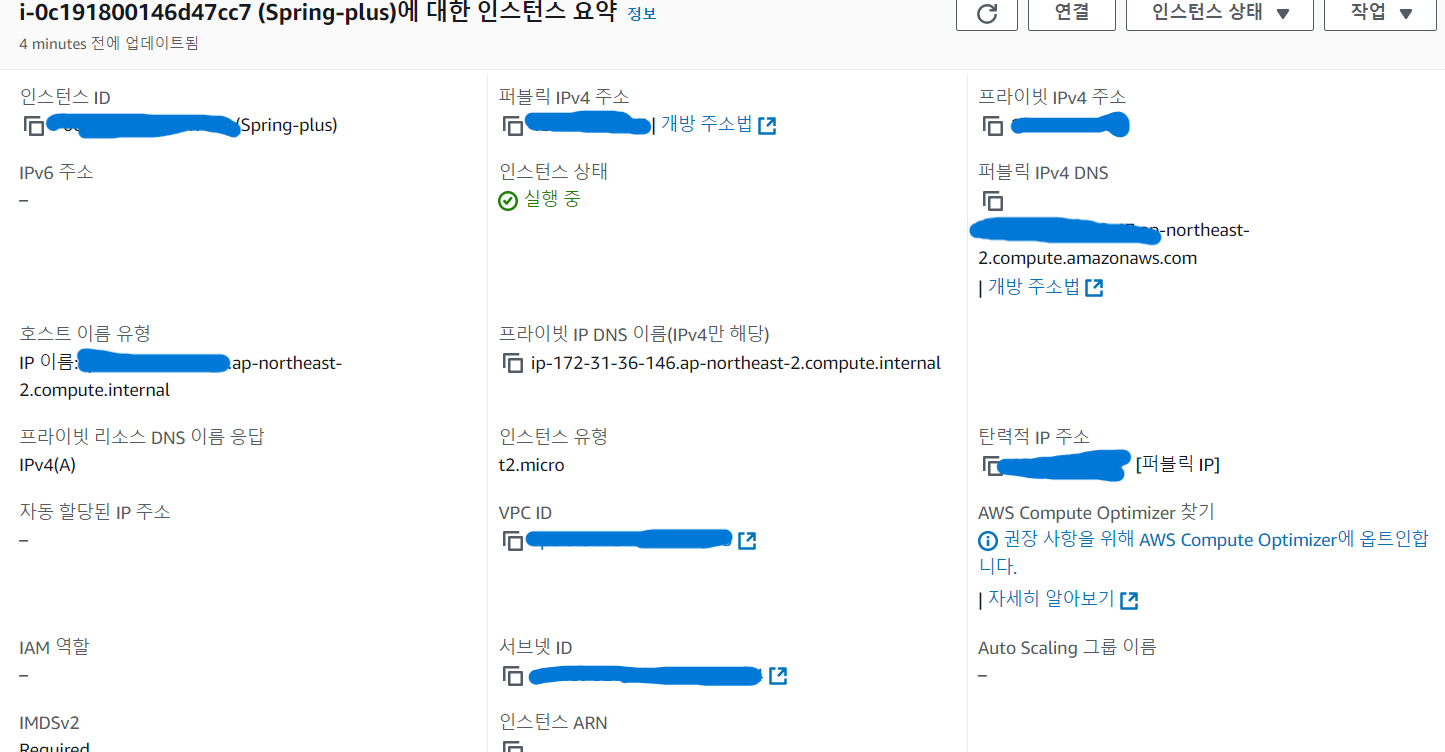 i-0c191800146d47cc7 (Spring-plus)에 대한 인스턴스 요약 정보
4 minutes 전에 업데이트됨
연결
인스턴스 상태
작업
인스턴스 ID
(Spring-plus)
퍼블릭 IPv4 주소
| 개방 주소법
프라이빗 IPv4 주소
IPv6 주소
–
인스턴스 상태
실행 중
퍼블릭 IPv4 DNS
ap-northeast-
2.compute.amazonaws.com
| 개방 주소법
호스트 이름 유형
IP 이름: .ap-northeast-
2.compute.internal
프라이빗 IP DNS 이름(IPv4만 해당)
ip-172-31-36-146.ap-northeast-2.compute.internal
프라이빗 리소스 DNS 이름 응답
IPv4(A)
인스턴스 유형
t2.micro
탄력적 IP 주소
[퍼블릭 IP]
자동 할당된 IP 주소
–
VPC ID
AWS Compute Optimizer 찾기
권장 사항을 위해 AWS Compute Optimizer에 옵트인합
니다.
| 자세히 알아보기
IAM 역할
–
서브넷 ID
Auto Scaling 그룹 이름
–
IMDSv2
Required
인스턴스 ARN